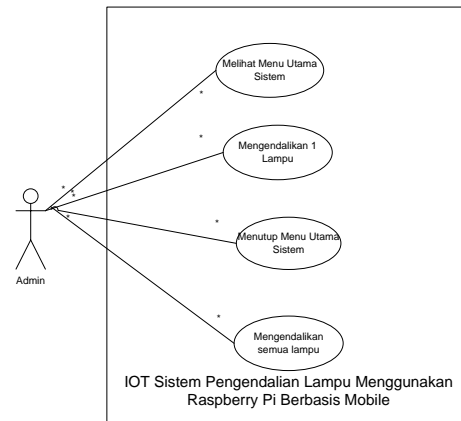 Melihat Menu Utama
Sistem
*
*
Mengendalikan 1
Lampu
*
*
*
*
*
Menutup Menu Utama
Sistem
Admin
*
Mengendalikan
semua lampu
IOT Sistem Pengendalian Lampu Menggunakan
Raspberry Pi Berbasis Mobile